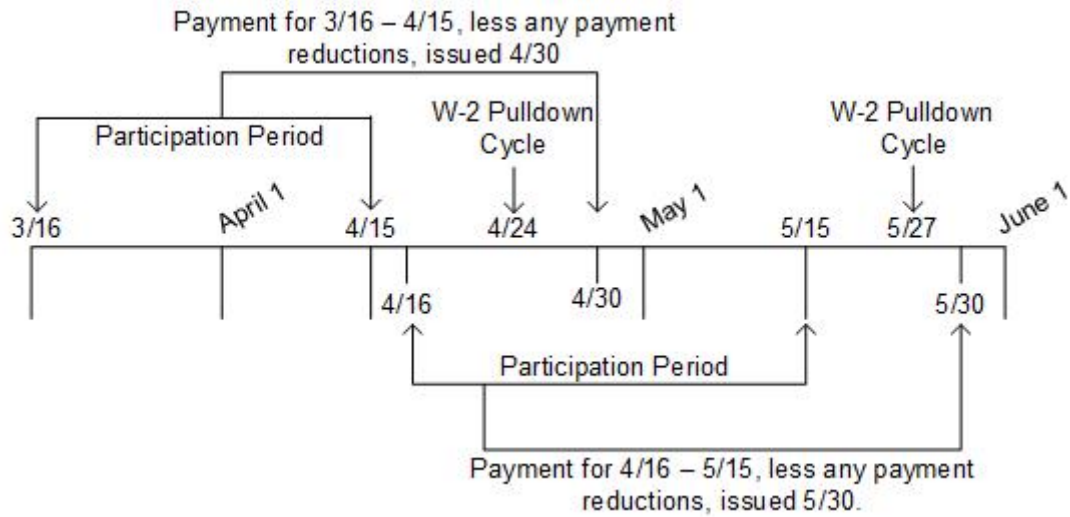 Payment for 3/16 – 4/15, less any payment
reductions, issued 4/30
W-2 Pulldown
Cycle
W-2 Pulldown
Cycle
Participation Period
3/16
April 1
4/15
4/24
May 1
5/15
5/27
June 1
4/16
4/30
5/30
Participation Period
Payment for 4/16 – 5/15, less any payment
reductions, issued 5/30.